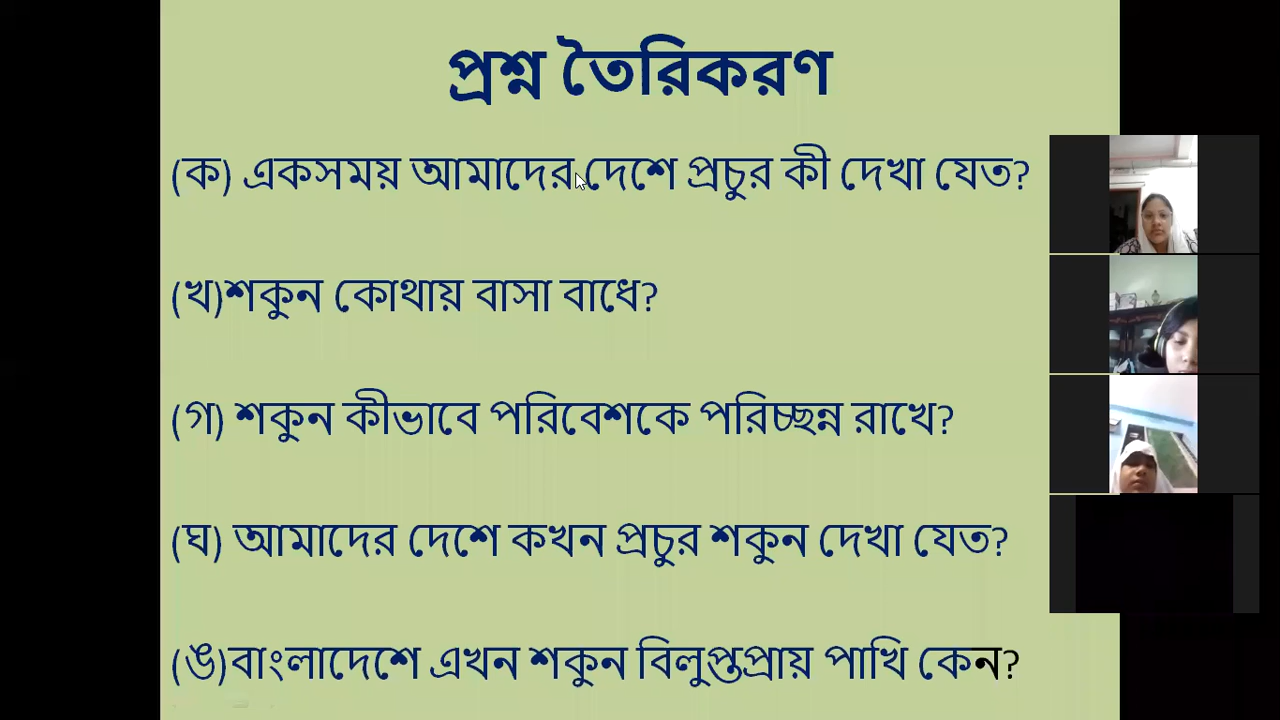 প্রশ্ন তৈরিকরণ
(ক) একসময় আমাদের দেশে প্রচুর কী দেখা যেত?
(খ)শকুন কোথায় বাসা বাধে?
(গ) শকুন কীভাবে পরিবেশকে পরিচ্ছন্ন রাখে?
(ঘ) আমাদের দেশে কখন প্রচুর শকুন দেখা যেত?
(ঙ)বাংলাদেশে এখন শকুন বিলুপ্তপ্রায় পাখি কেন?